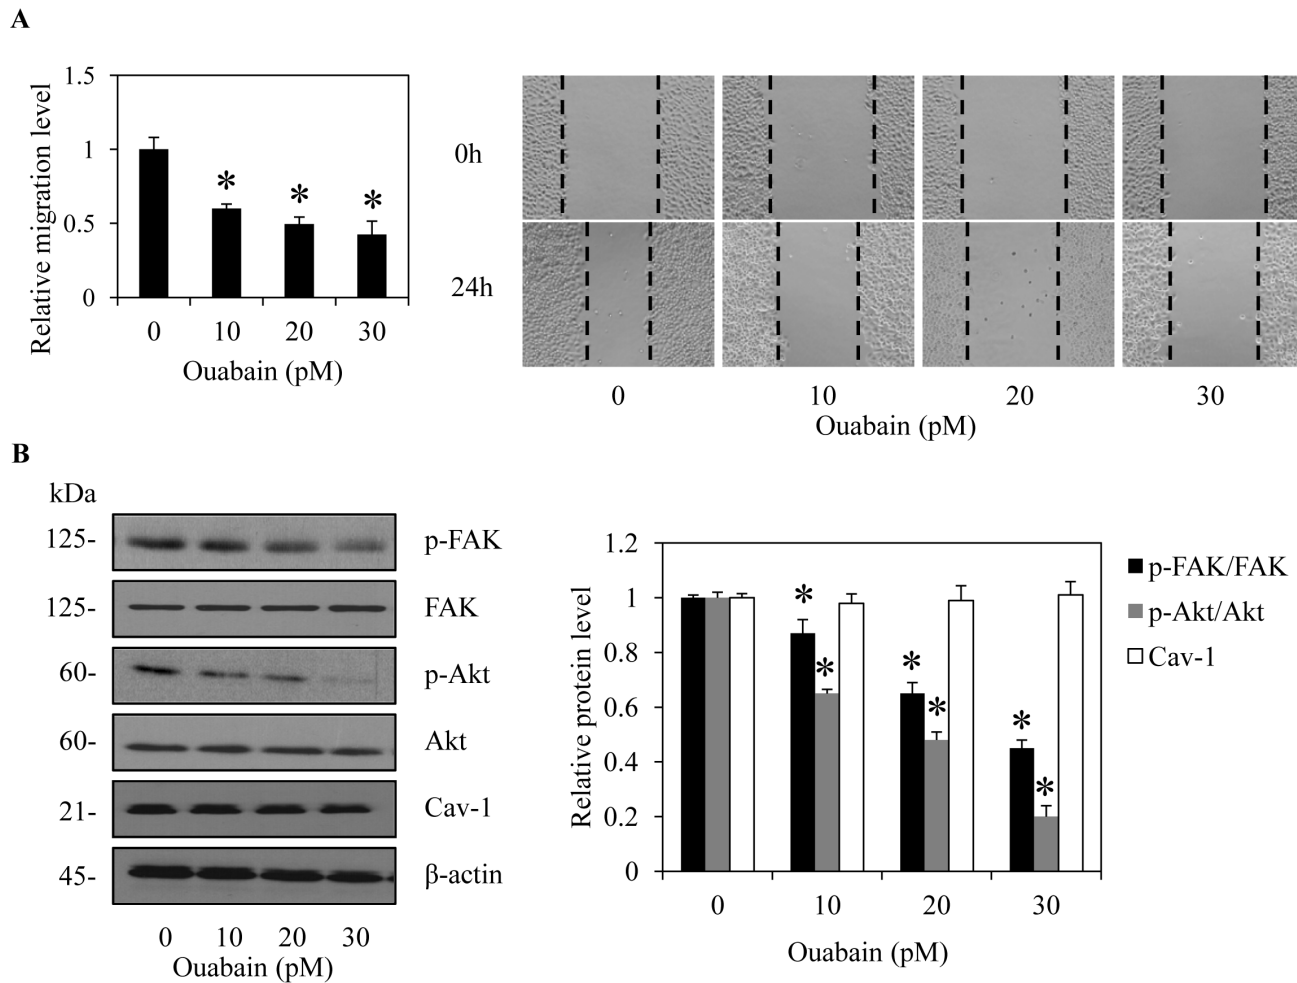 A
Relative migration level
1.5
1
0.5
0
* * *
0 10 20 30
Ouabain (pM)
0h
24h
0 10 20 30
Ouabain (pM)
B
kDa
125- p-FAK
125- FAK
60- p-Akt
60- Akt
21- Cav-1
45- β-actin
0 10 20 30
Ouabain (pM)
Relative protein level
1.2
1
0.8
0.6
0.4
0.2
0
* * * * * *
0 10 20 30
Ouabain (pM)
p-FAK/FAK
p-Akt/Akt
Cav-1